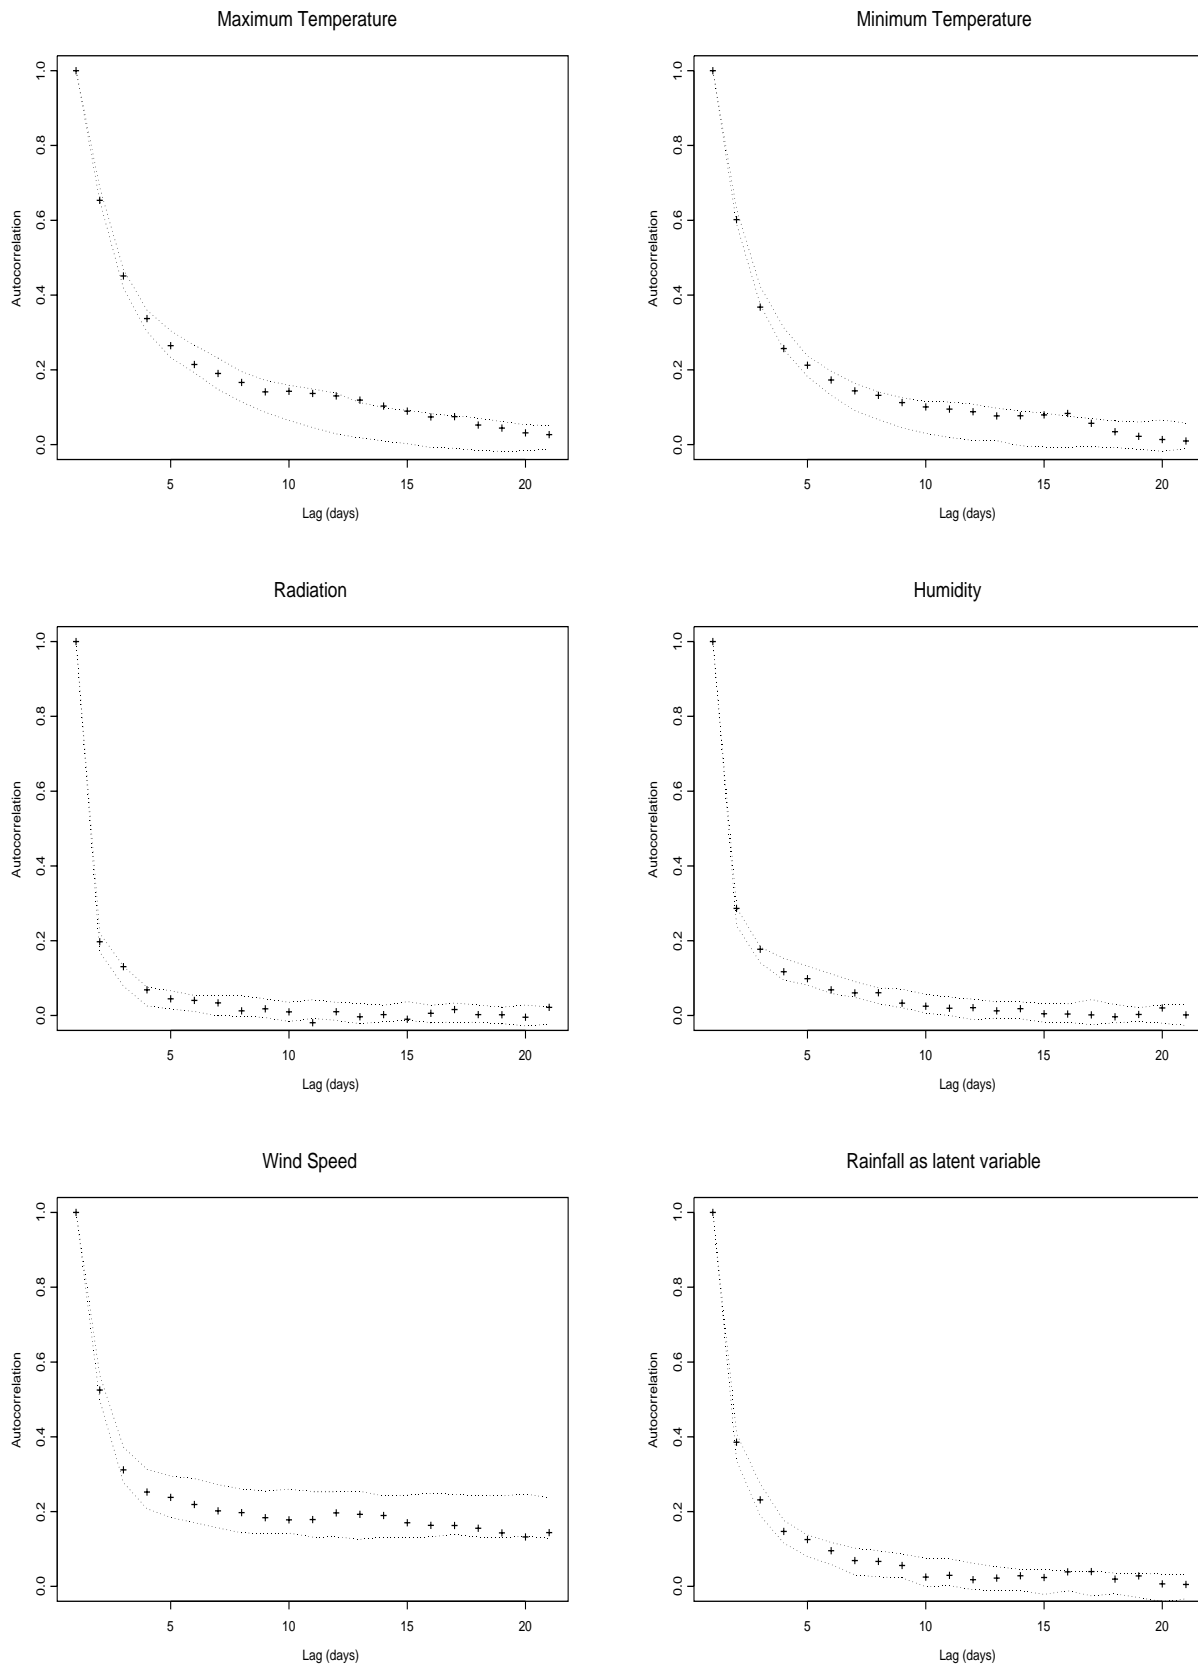 Maximum Temperature
Autocorrelation
0.0 0.2 0.4 0.6 0.8 1.0
5 10 15 20
Lag (days)
Minimum Temperature
Autocorrelation
0.0 0.2 0.4 0.6 0.8 1.0
5 10 15 20
Lag (days)
Radiation
Autocorrelation
0.0 0.2 0.4 0.6 0.8 1.0
5 10 15 20
Lag (days)
Humidity
Autocorrelation
0.0 0.2 0.4 0.6 0.8 1.0
5 10 15 20
Lag (days)
Wind Speed
Autocorrelation
0.0 0.2 0.4 0.6 0.8 1.0
5 10 15 20
Lag (days)
Rainfall as latent variable
Autocorrelation
0.0 0.2 0.4 0.6 0.8 1.0
5 10 15 20
Lag (days)